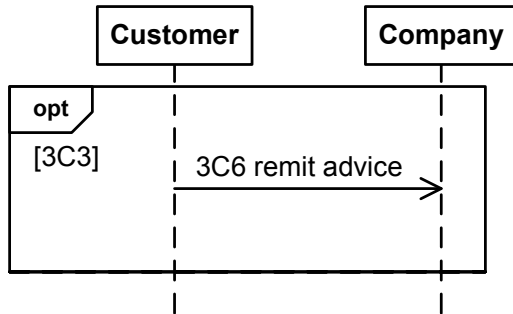 Customer
Company
opt
[3C3]
3C6 remit advice